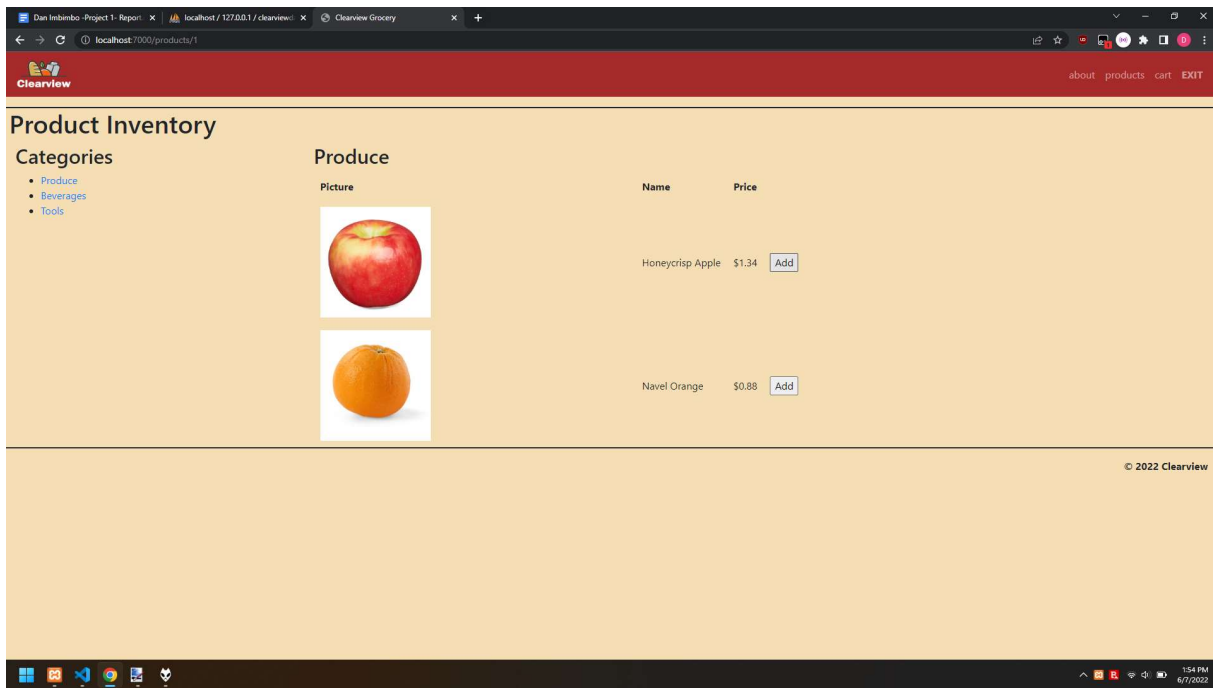 Dan Imbimbo -Project 1- Report
localhost / 127.0.0.1 / clearviewd
Clearview Grocery
localhost:7000/products/1
Clearview
about products cart EXIT
Product Inventory
Categories
Produce
Beverages
Tools
Produce
Picture Name Price
Honeycrisp Apple $1.34 Add
Navel Orange $0.88 Add
© 2022 Clearview
1:54 PM
6/7/2022